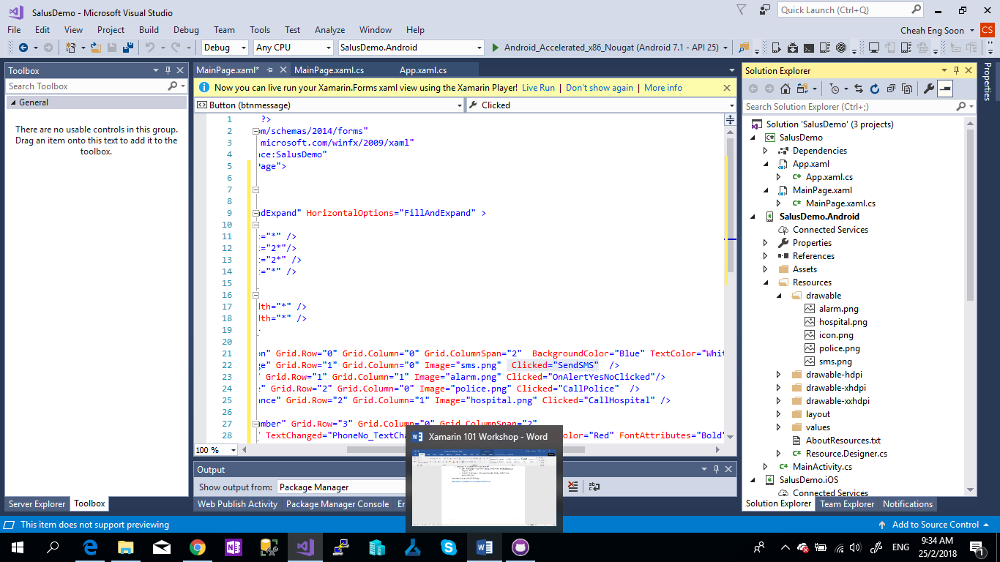 SalusDemo - Microsoft Visual Studio
Quick Launch (Ctrl+Q)
File Edit View Project Build Debug Team Tools Test Analyze Window Help
Cheah Eng Soon CS
Debug Any CPU SalusDemo.Android Android_Accelerated_x86_Nougat (Android 7.1 - API 25)
Toolbox
Search Toolbox
General
There are no usable controls in this group.
Drag an item onto this text to add it to the
toolbox.
Server Explorer Toolbox
MainPage.xaml* MainPage.xaml.cs App.xaml.cs
Now you can live run your Xamarin.Forms xaml view using the Xamarin Player! Live Run | Don't show again | More info
Button (btnmessage) Clicked
1 ?>
2 om/schemas/2014/forms"
3 microsoft.com/winfx/2009/xaml"
4 ace:SalusDemo"
5 Page">
6
7
8
9 ndExpand" HorizontalOptions="FillAndExpand" >
10
11 ="*" />
12 ="2*"/>
13 ="2*" />
14 ="*" />
15
16
17 dth="*" />
18 dth="*" />
19
20
21 on" Grid.Row="0" Grid.Column="0" Grid.ColumnSpan="2" BackgroundColor="Blue" TextColor="Whit
22 ge" Grid.Row="1" Grid.Column="0" Image="sms.png" Clicked="SendSMS" />
23 " Grid.Row="1" Grid.Column="1" Image="alarm.png" Clicked="OnAlertYesNoClicked"/>
24 e" Grid.Row="2" Grid.Column="0" Image="police.png" Clicked="CallPolice" />
25 ance" Grid.Row="2" Grid.Column="1" Image="hospital.png" Clicked="CallHospital" />
26
27 umber" Grid.Row="3" Grid.Column="0" Grid.ColumnSpan="2"
28 " TextChanged="PhoneNo_TextCha olor="Red" FontAttributes="Bold"
100 %
Xamarin 101 Workshop - Word
Output
Show output from: Package Manager
Web Publish Activity Package Manager Console Er
Solution Explorer
Search Solution Explorer (Ctrl+;)
Solution 'SalusDemo' (3 projects)
SalusDemo
Dependencies
App.xaml
App.xaml.cs
MainPage.xaml
MainPage.xaml.cs
SalusDemo.Android
Connected Services
Properties
References
Assets
Resources
drawable
alarm.png
hospital.png
icon.png
police.png
sms.png
drawable-hdpi
drawable-xhdpi
drawable-xxhdpi
layout
values
AboutResources.txt
Resource.Designer.cs
MainActivity.cs
SalusDemo.iOS
Connected Services
Solution Explorer Team Explorer Notifications
Properties
This item does not support previewing
Add to Source Control
ENG
9:34 AM
25/2/2018
1